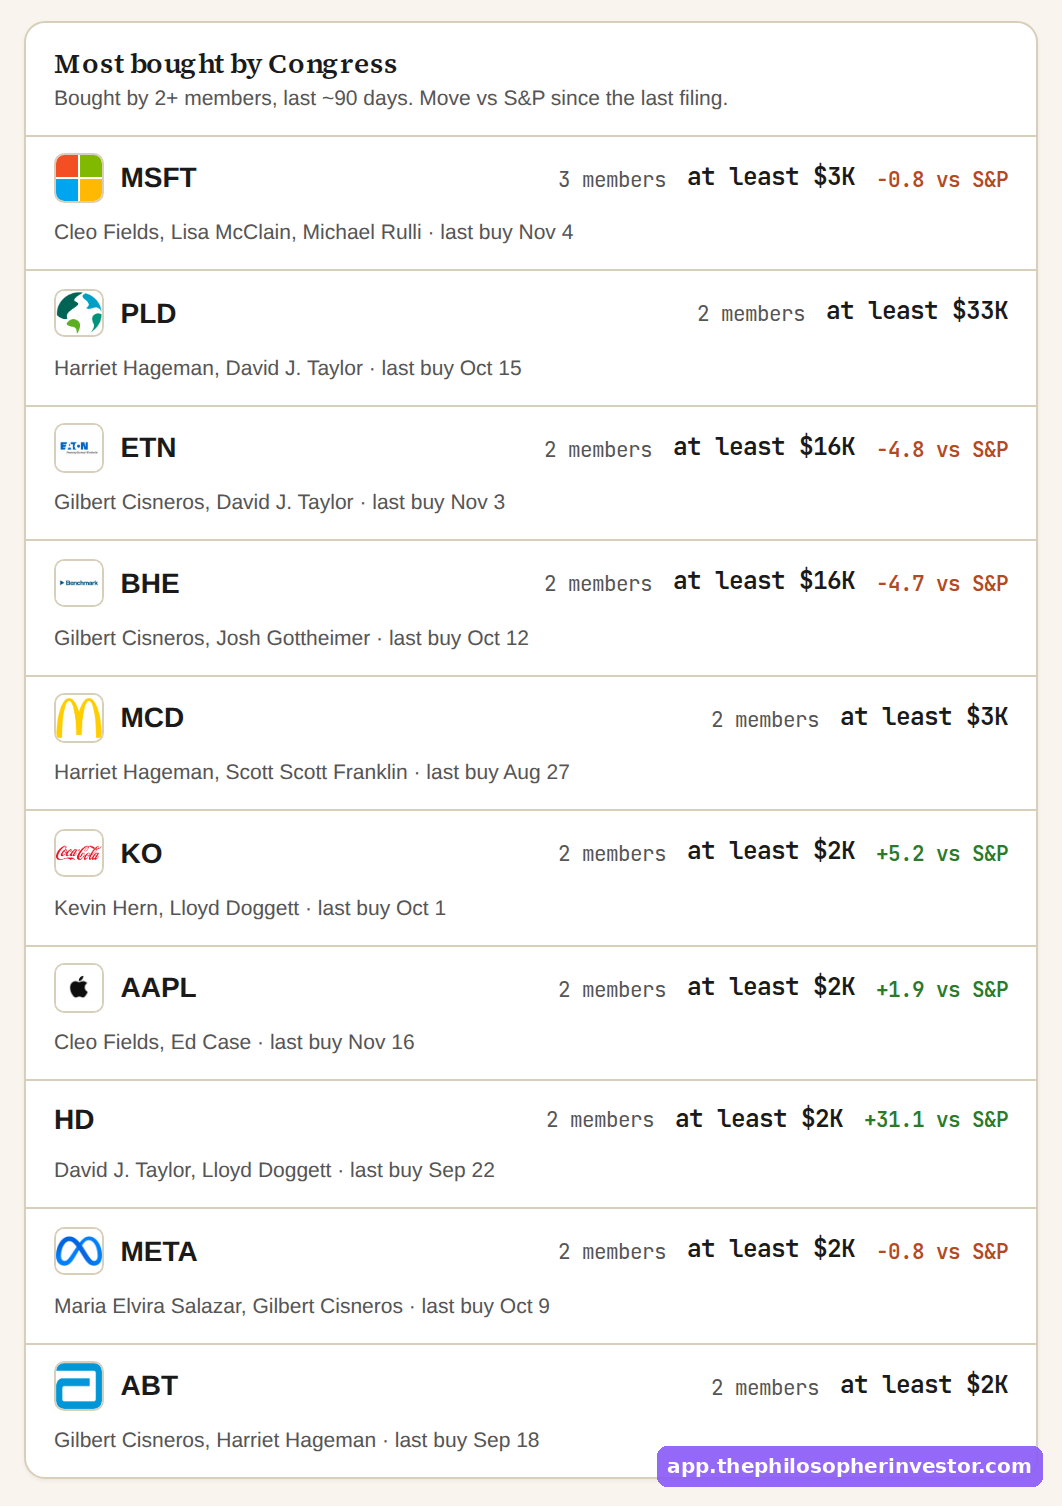 Most bought by Congress
Bought by 2+ members, last ~90 days. Move vs S&P since the last filing.
MSFT 3 members at least $3K -0.8 vs S&P
Cleo Fields, Lisa McClain, Michael Rulli · last buy Nov 4
PLD 2 members at least $33K
Harriet Hageman, David J. Taylor · last buy Oct 15
EATON
ETN 2 members at least $16K -4.8 vs S&P
Gilbert Cisneros, David J. Taylor · last buy Nov 3
Benchmark
BHE 2 members at least $16K -4.7 vs S&P
Gilbert Cisneros, Josh Gottheimer · last buy Oct 12
MCD 2 members at least $3K
Harriet Hageman, Scott Scott Franklin · last buy Aug 27
Coca-Cola
KO 2 members at least $2K +5.2 vs S&P
Kevin Hern, Lloyd Doggett · last buy Oct 1
AAPL 2 members at least $2K +1.9 vs S&P
Cleo Fields, Ed Case · last buy Nov 16
HD 2 members at least $2K +31.1 vs S&P
David J. Taylor, Lloyd Doggett · last buy Sep 22
META 2 members at least $2K -0.8 vs S&P
Maria Elvira Salazar, Gilbert Cisneros · last buy Oct 9
ABT 2 members at least $2K
Gilbert Cisneros, Harriet Hageman · last buy Sep 18
app.thephilosopherinvestor.com